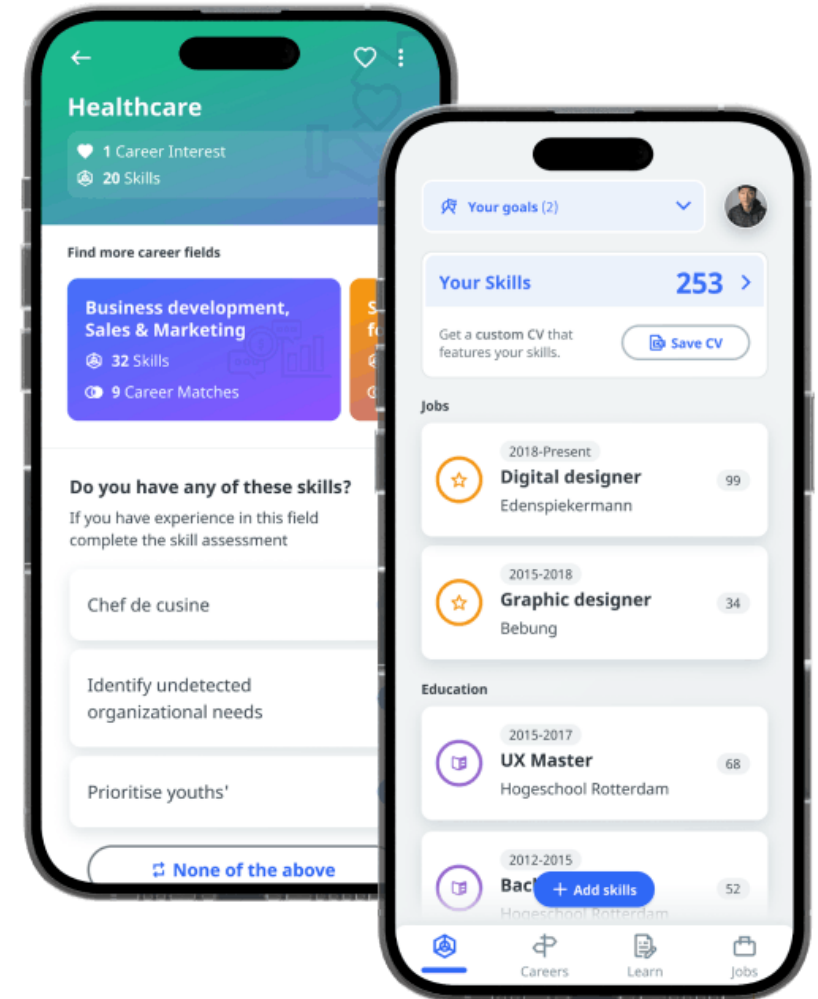 Healthcare
1 Career Interest
20 Skills
Find more career fields
Business development,
Sales & Marketing
32 Skills
9 Career Matches
Do you have any of these skills?
If you have experience in this field
complete the skill assessment
Chef de cusine
Identify undetected
organizational needs
Prioritise youths'
None of the above
Your goals (2)
Your Skills 253
Get a custom CV that
features your skills.
Save CV
Jobs
2018-Present
Digital designer 99
Edenspiekermann
2015-2018
Graphic designer 34
Bebung
Education
2015-2017
UX Master 68
Hogeschool Rotterdam
2012-2015
52
+ Add skills
Hogeschool Rotterdam
Careers
Learn
Jobs